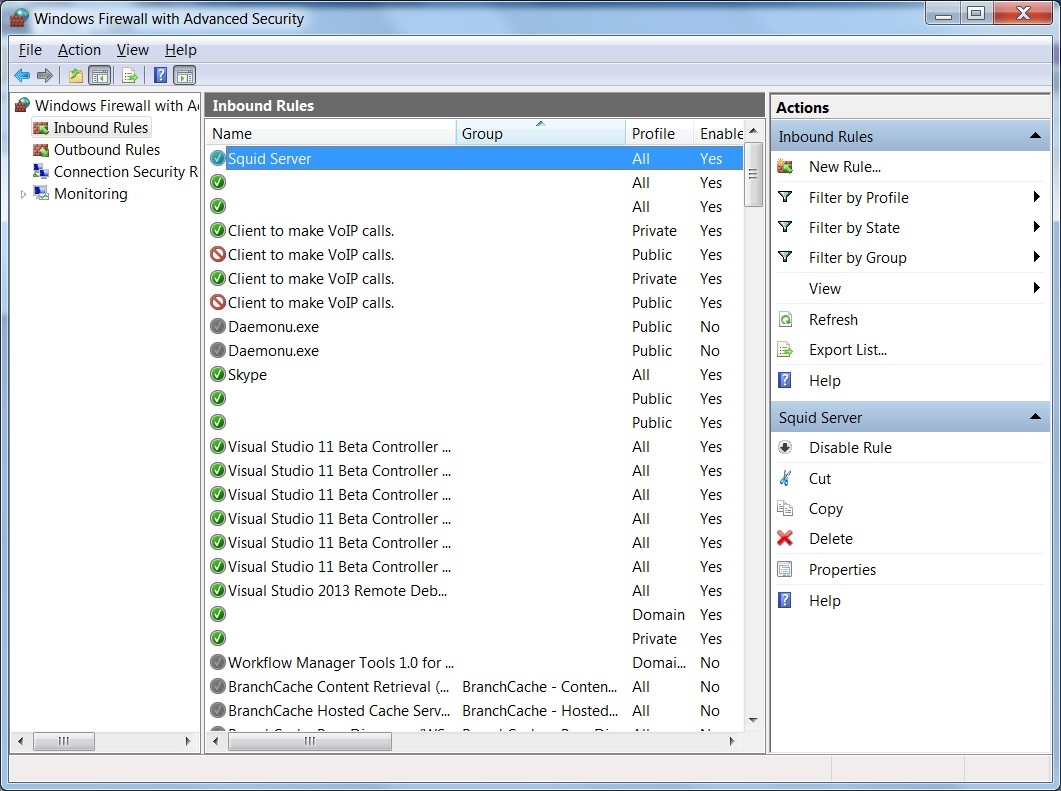 Windows Firewall with Advanced Security
File Action View Help
Windows Firewall with A
Inbound Rules
Outbound Rules
Connection Security R
Monitoring
Inbound Rules
Name Group Profile Enable
Squid Server All Yes
All Yes
All Yes
Client to make VoIP calls. Private Yes
Client to make VoIP calls. Public Yes
Client to make VoIP calls. Private Yes
Client to make VoIP calls. Public Yes
Daemonu.exe Public No
Daemonu.exe Public No
Skype All Yes
Public Yes
Public Yes
Visual Studio 11 Beta Controller ... All Yes
Visual Studio 11 Beta Controller ... All Yes
Visual Studio 11 Beta Controller ... All Yes
Visual Studio 11 Beta Controller ... All Yes
Visual Studio 11 Beta Controller ... All Yes
Visual Studio 11 Beta Controller ... All Yes
Visual Studio 2013 Remote Deb... All Yes
Domain Yes
Private Yes
Workflow Manager Tools 1.0 for ... Domai... No
BranchCache Content Retrieval (... BranchCache - Conten... All No
BranchCache Hosted Cache Serv... BranchCache - Hosted... All No
Actions
Inbound Rules
New Rule...
Filter by Profile
Filter by State
Filter by Group
View
Refresh
Export List...
Help
Squid Server
Disable Rule
Cut
Copy
Delete
Properties
Help